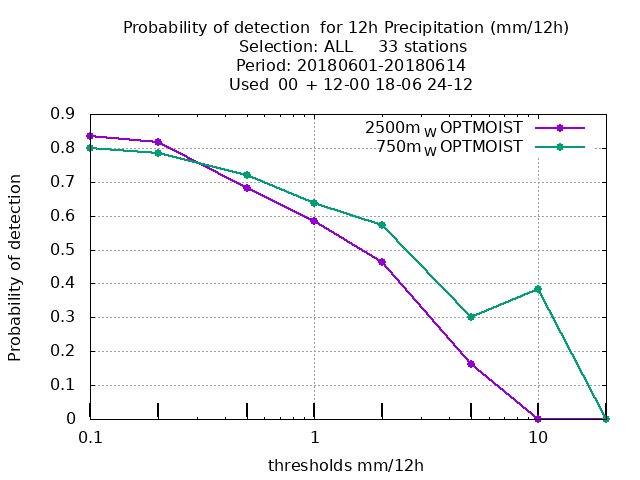 Probability of detection  for 12h Precipitation (mm/12h)
Selection: ALL     33 stations
Period: 20180601-20180614
Used  00  + 12-00 18-06 24-12
2500m WOPTMOIST
750m WOPTMOIST
Probability of detection
0.9
0.8
0.7
0.6
0.5
0.4
0.3
0.2
0.1
0
0.1 1 10
thresholds mm/12h